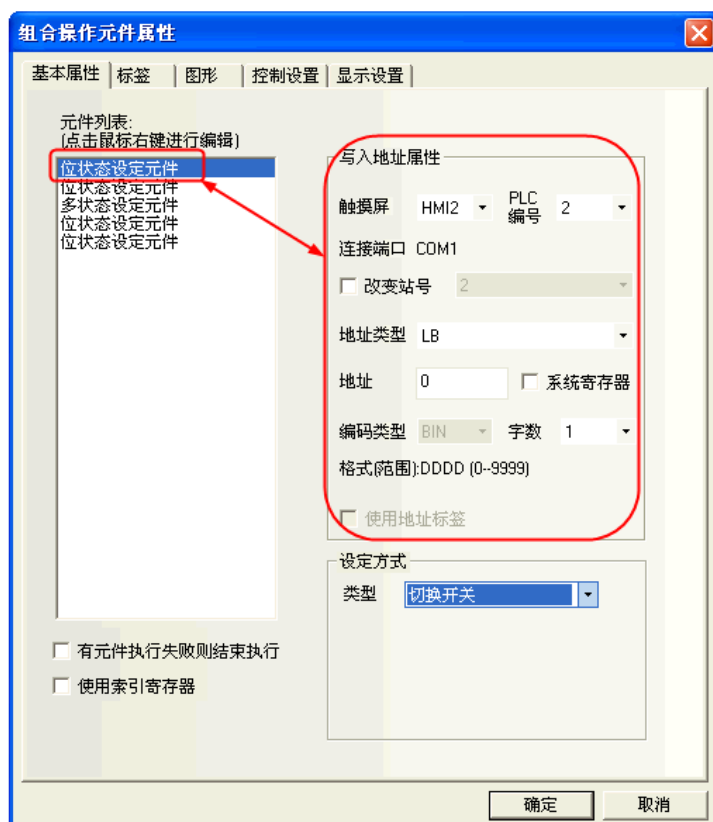 组合操作元件属性
基本属性 标签 图形 控制设置 显示设置
元件列表:
(点击鼠标右键进行编辑)
位状态设定元件
位状态设定元件
多状态设定元件
位状态设定元件
位状态设定元件
写入地址属性
触摸屏 HMI2 PLC编号 2
连接端口 COM1
改变站号 2
地址类型 LB
地址 0 系统寄存器
编码类型 BIN 字数 1
格式(范围):DDDD (0--9999)
使用地址标签
设定方式
类型 切换开关
有元件执行失败则结束执行
使用索引寄存器
确定 取消